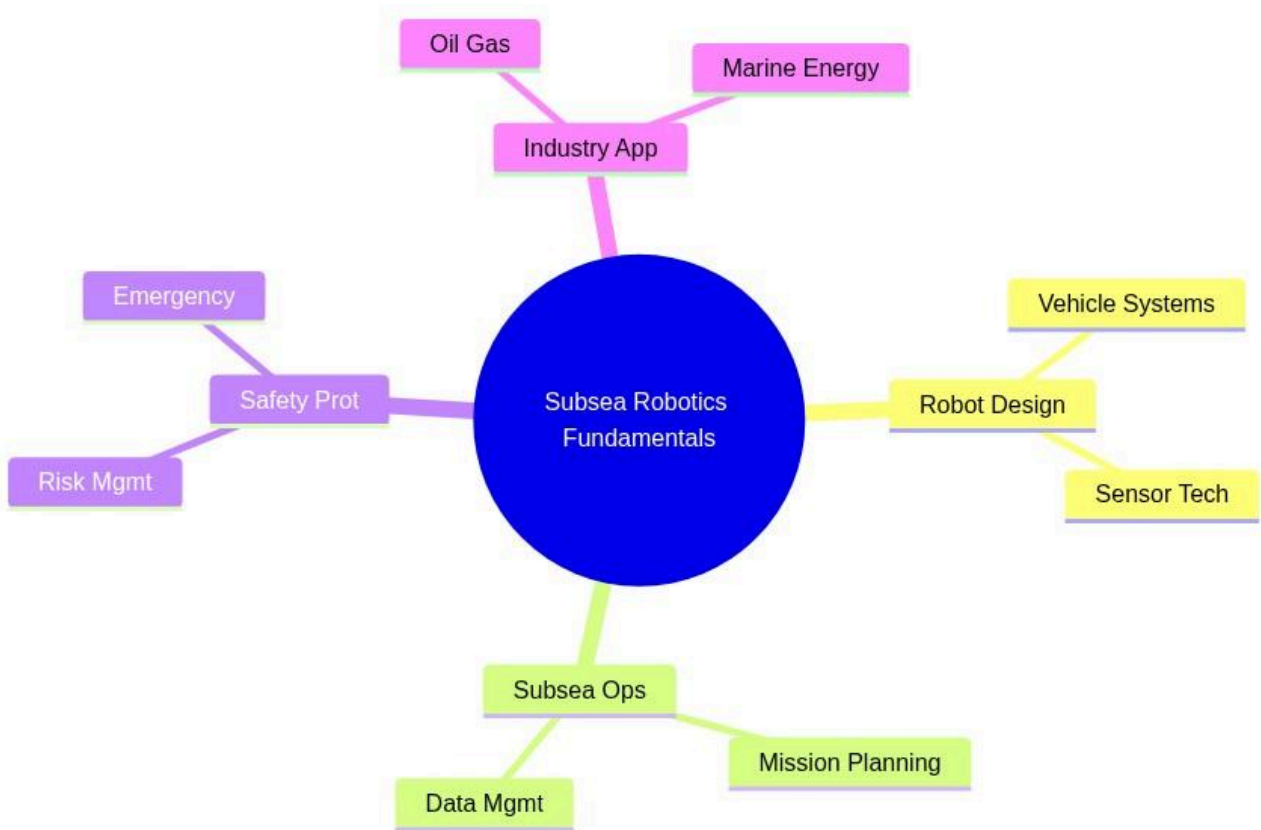 Oil Gas
Marine Energy
Industry App
Emergency
Vehicle Systems
Safety Prot
Subsea Robotics
Fundamentals
Robot Design
Risk Mgmt
Sensor Tech
Subsea Ops
Mission Planning
Data Mgmt